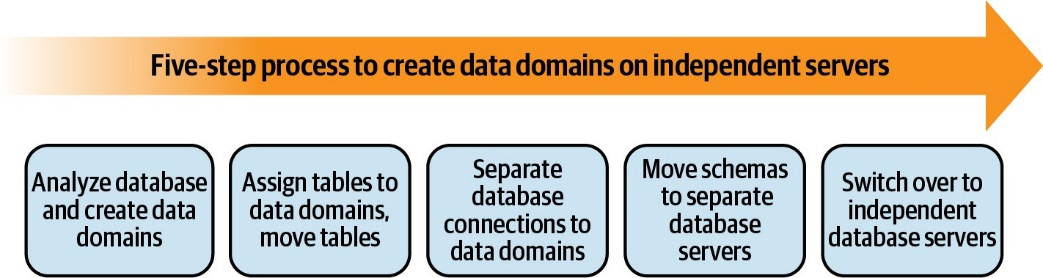 Five-step process to create data domains on independent servers
Analyze database
and create data
domains
Assign tables to
data domains,
move tables
Separate
database
connections to
data domains
Move schemas
to separate
database
servers
Switch over to
independent
database servers